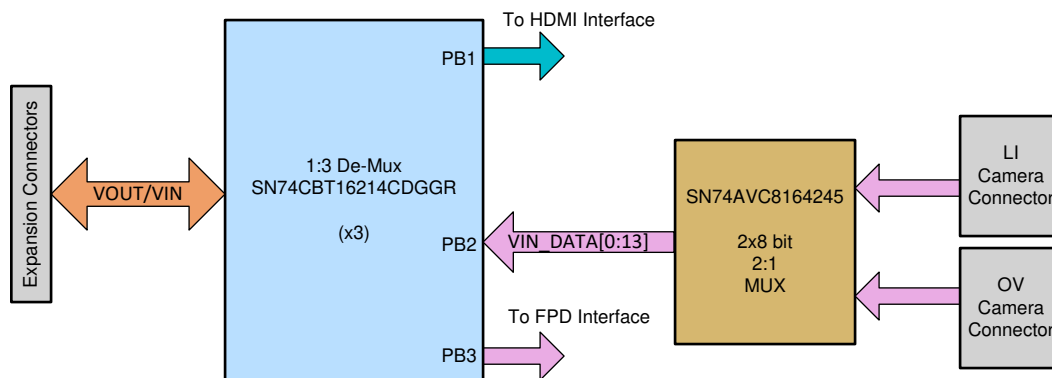 To HDMI Interface
PB1
Expansion Connectors
VOUT/VIN
1:3 De-Mux
SN74CBT16214CDGGR
(x3)
PB2
VIN_DATA[0:13]
SN74AVC8164245
2x8 bit
2:1
MUX
LI
Camera
Connector
OV
Camera
Connector
To FPD Interface
PB3